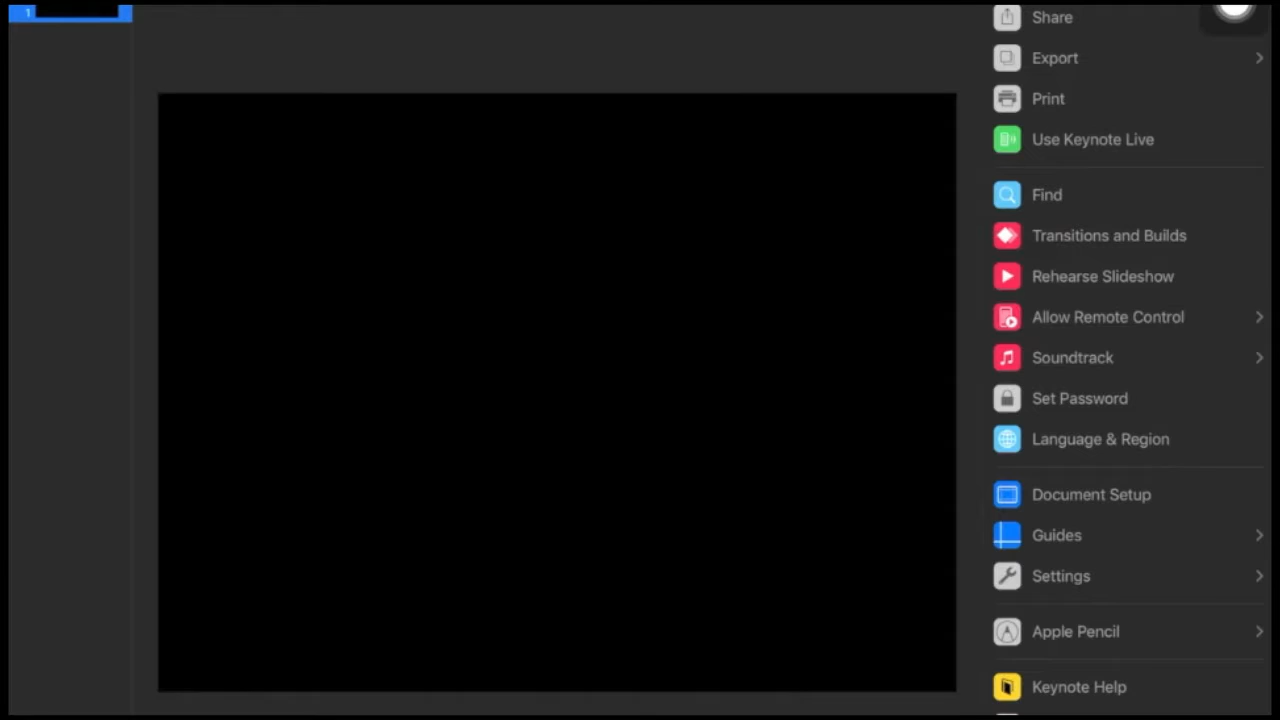 1
Share
Export
Print
Use Keynote Live
Find
Transitions and Builds
Rehearse Slideshow
Allow Remote Control
Soundtrack
Set Password
Language & Region
Document Setup
Guides
Settings
Apple Pencil
Keynote Help